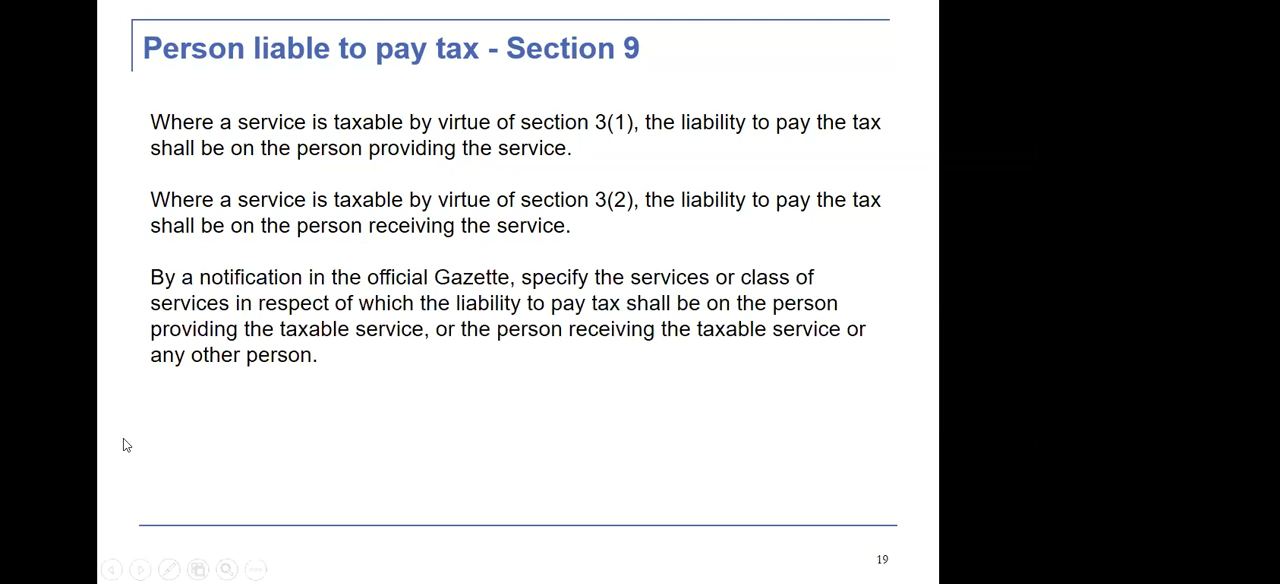 Person liable to pay tax - Section 9
Where a service is taxable by virtue of section 3(1), the liability to pay the tax
shall be on the person providing the service.
Where a service is taxable by virtue of section 3(2), the liability to pay the tax
shall be on the person receiving the service.
By a notification in the official Gazette, specify the services or class of
services in respect of which the liability to pay tax shall be on the person
providing the taxable service, or the person receiving the taxable service or
any other person.
19